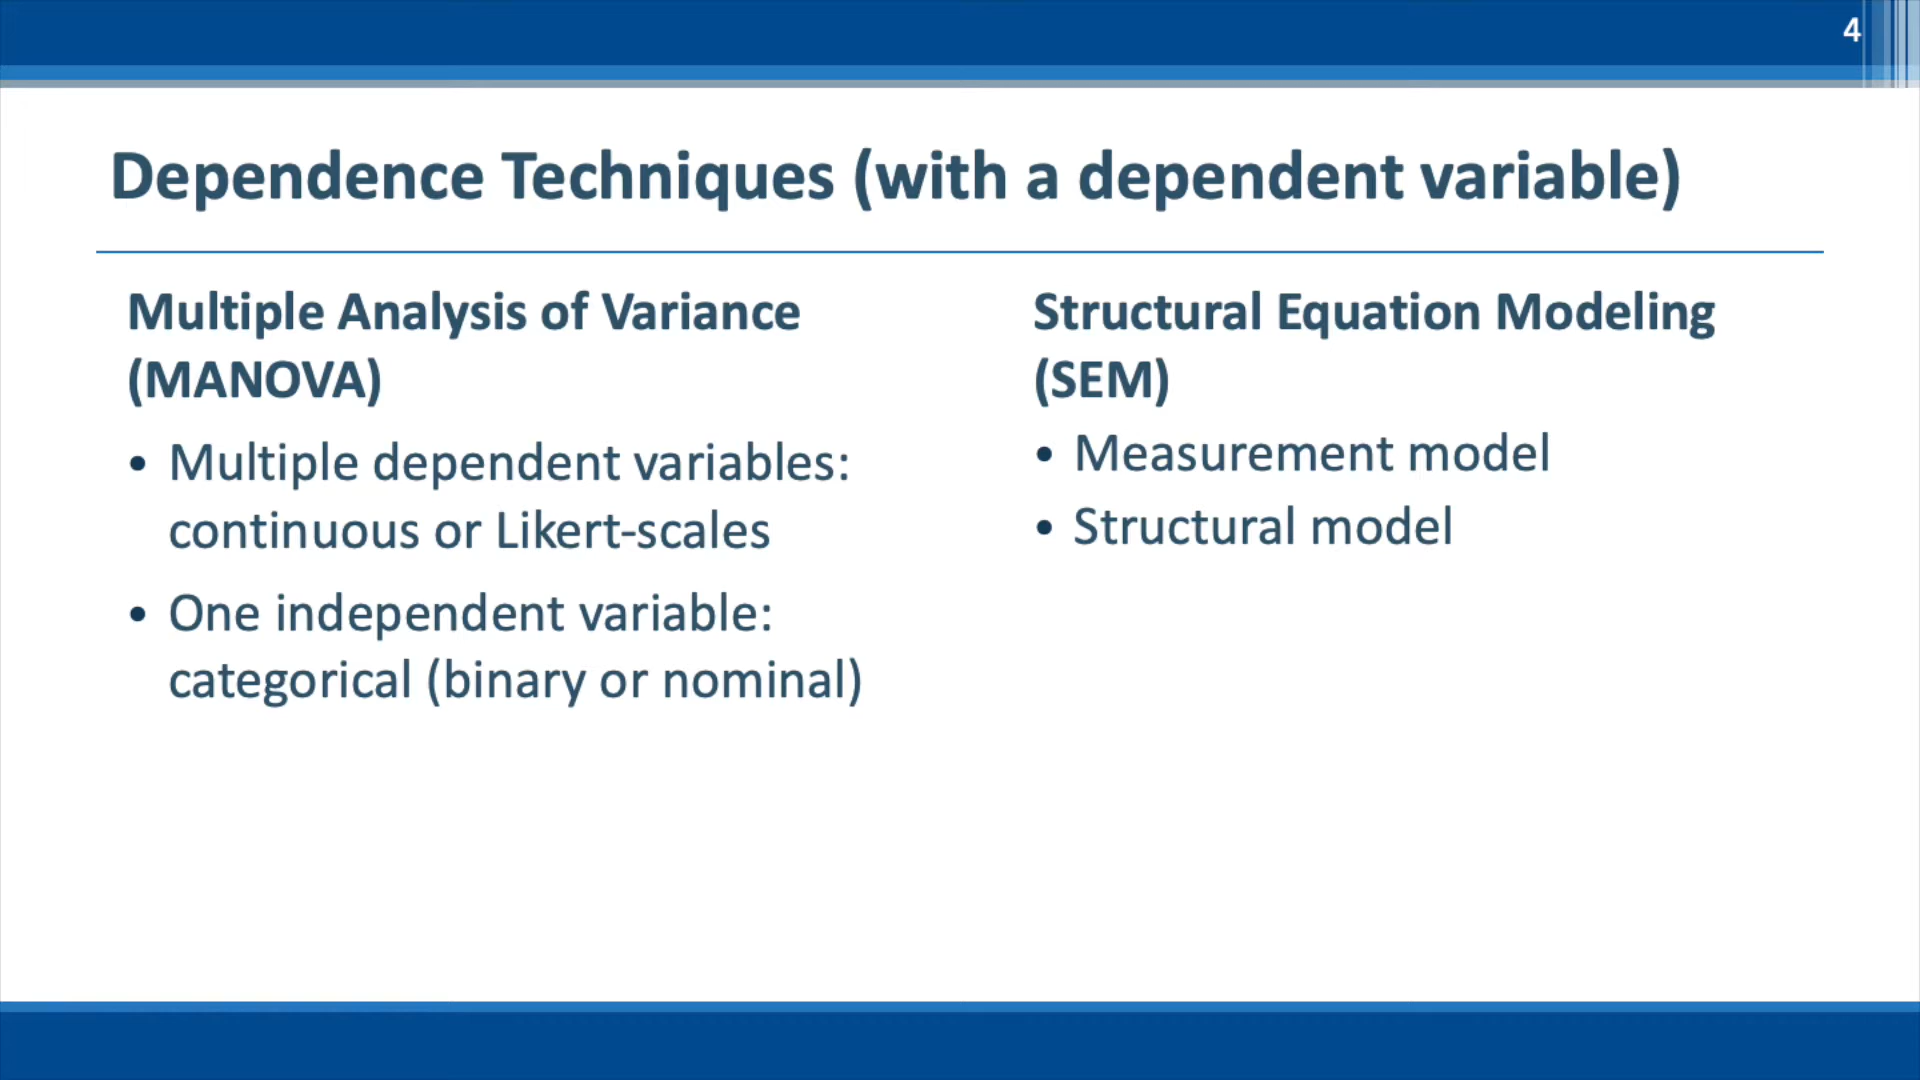 4
Dependence Techniques (with a dependent variable)
Multiple Analysis of Variance
(MANOVA)
• Multiple dependent variables:
continuous or Likert-scales
• One independent variable:
categorical (binary or nominal)
Structural Equation Modeling
(SEM)
• Measurement model
• Structural model